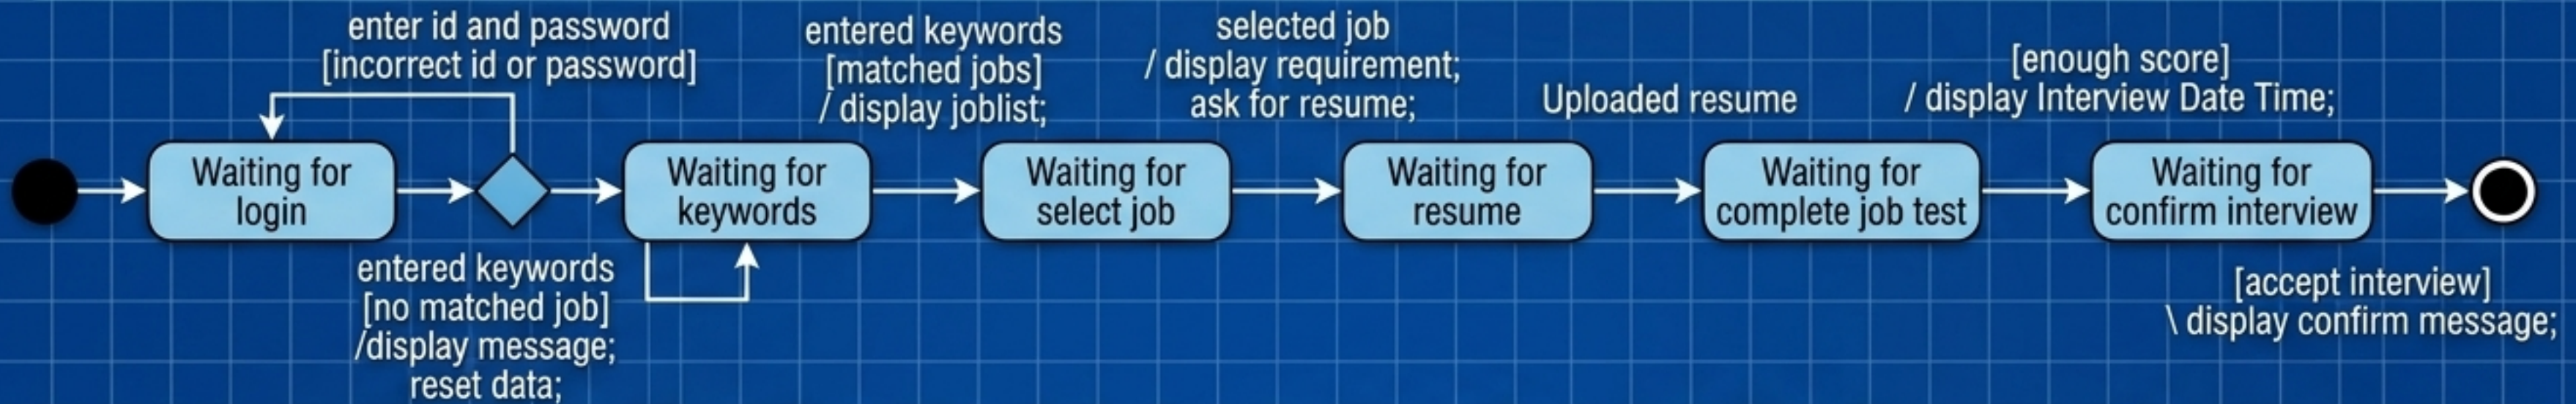 enter id and password
[incorrect id or password]
entered keywords
[matched jobs]
/ display joblist;
selected job
/ display requirement;
ask for resume;
Uploaded resume
[enough score]
/ display Interview Date Time;
Waiting for
login
Waiting for
keywords
Waiting for
select job
Waiting for
resume
Waiting for
complete job test
Waiting for
confirm interview
entered keywords
[no matched job]
/display message;
reset data;
[accept interview]
\ display confirm message;